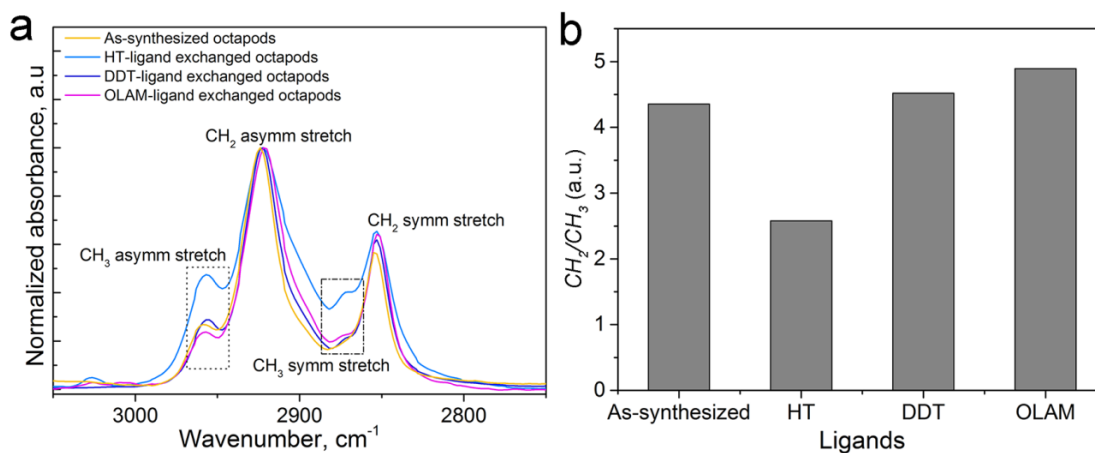 a
As-synthesized octapods
HT-ligand exchanged octapods
DDT-ligand exchanged octapods
OLAM-ligand exchanged octapods
CH₂ asymm stretch
CH₂ symm stretch
CH₃ asymm stretch
CH₃ symm stretch
Normalized absorbance, a.u
3000 2900 2800
Wavenumber, cm⁻¹
b
CH₂/CH₃ (a.u.)
5
4
3
2
1
0
As-synthesized HT DDT OLAM
Ligands